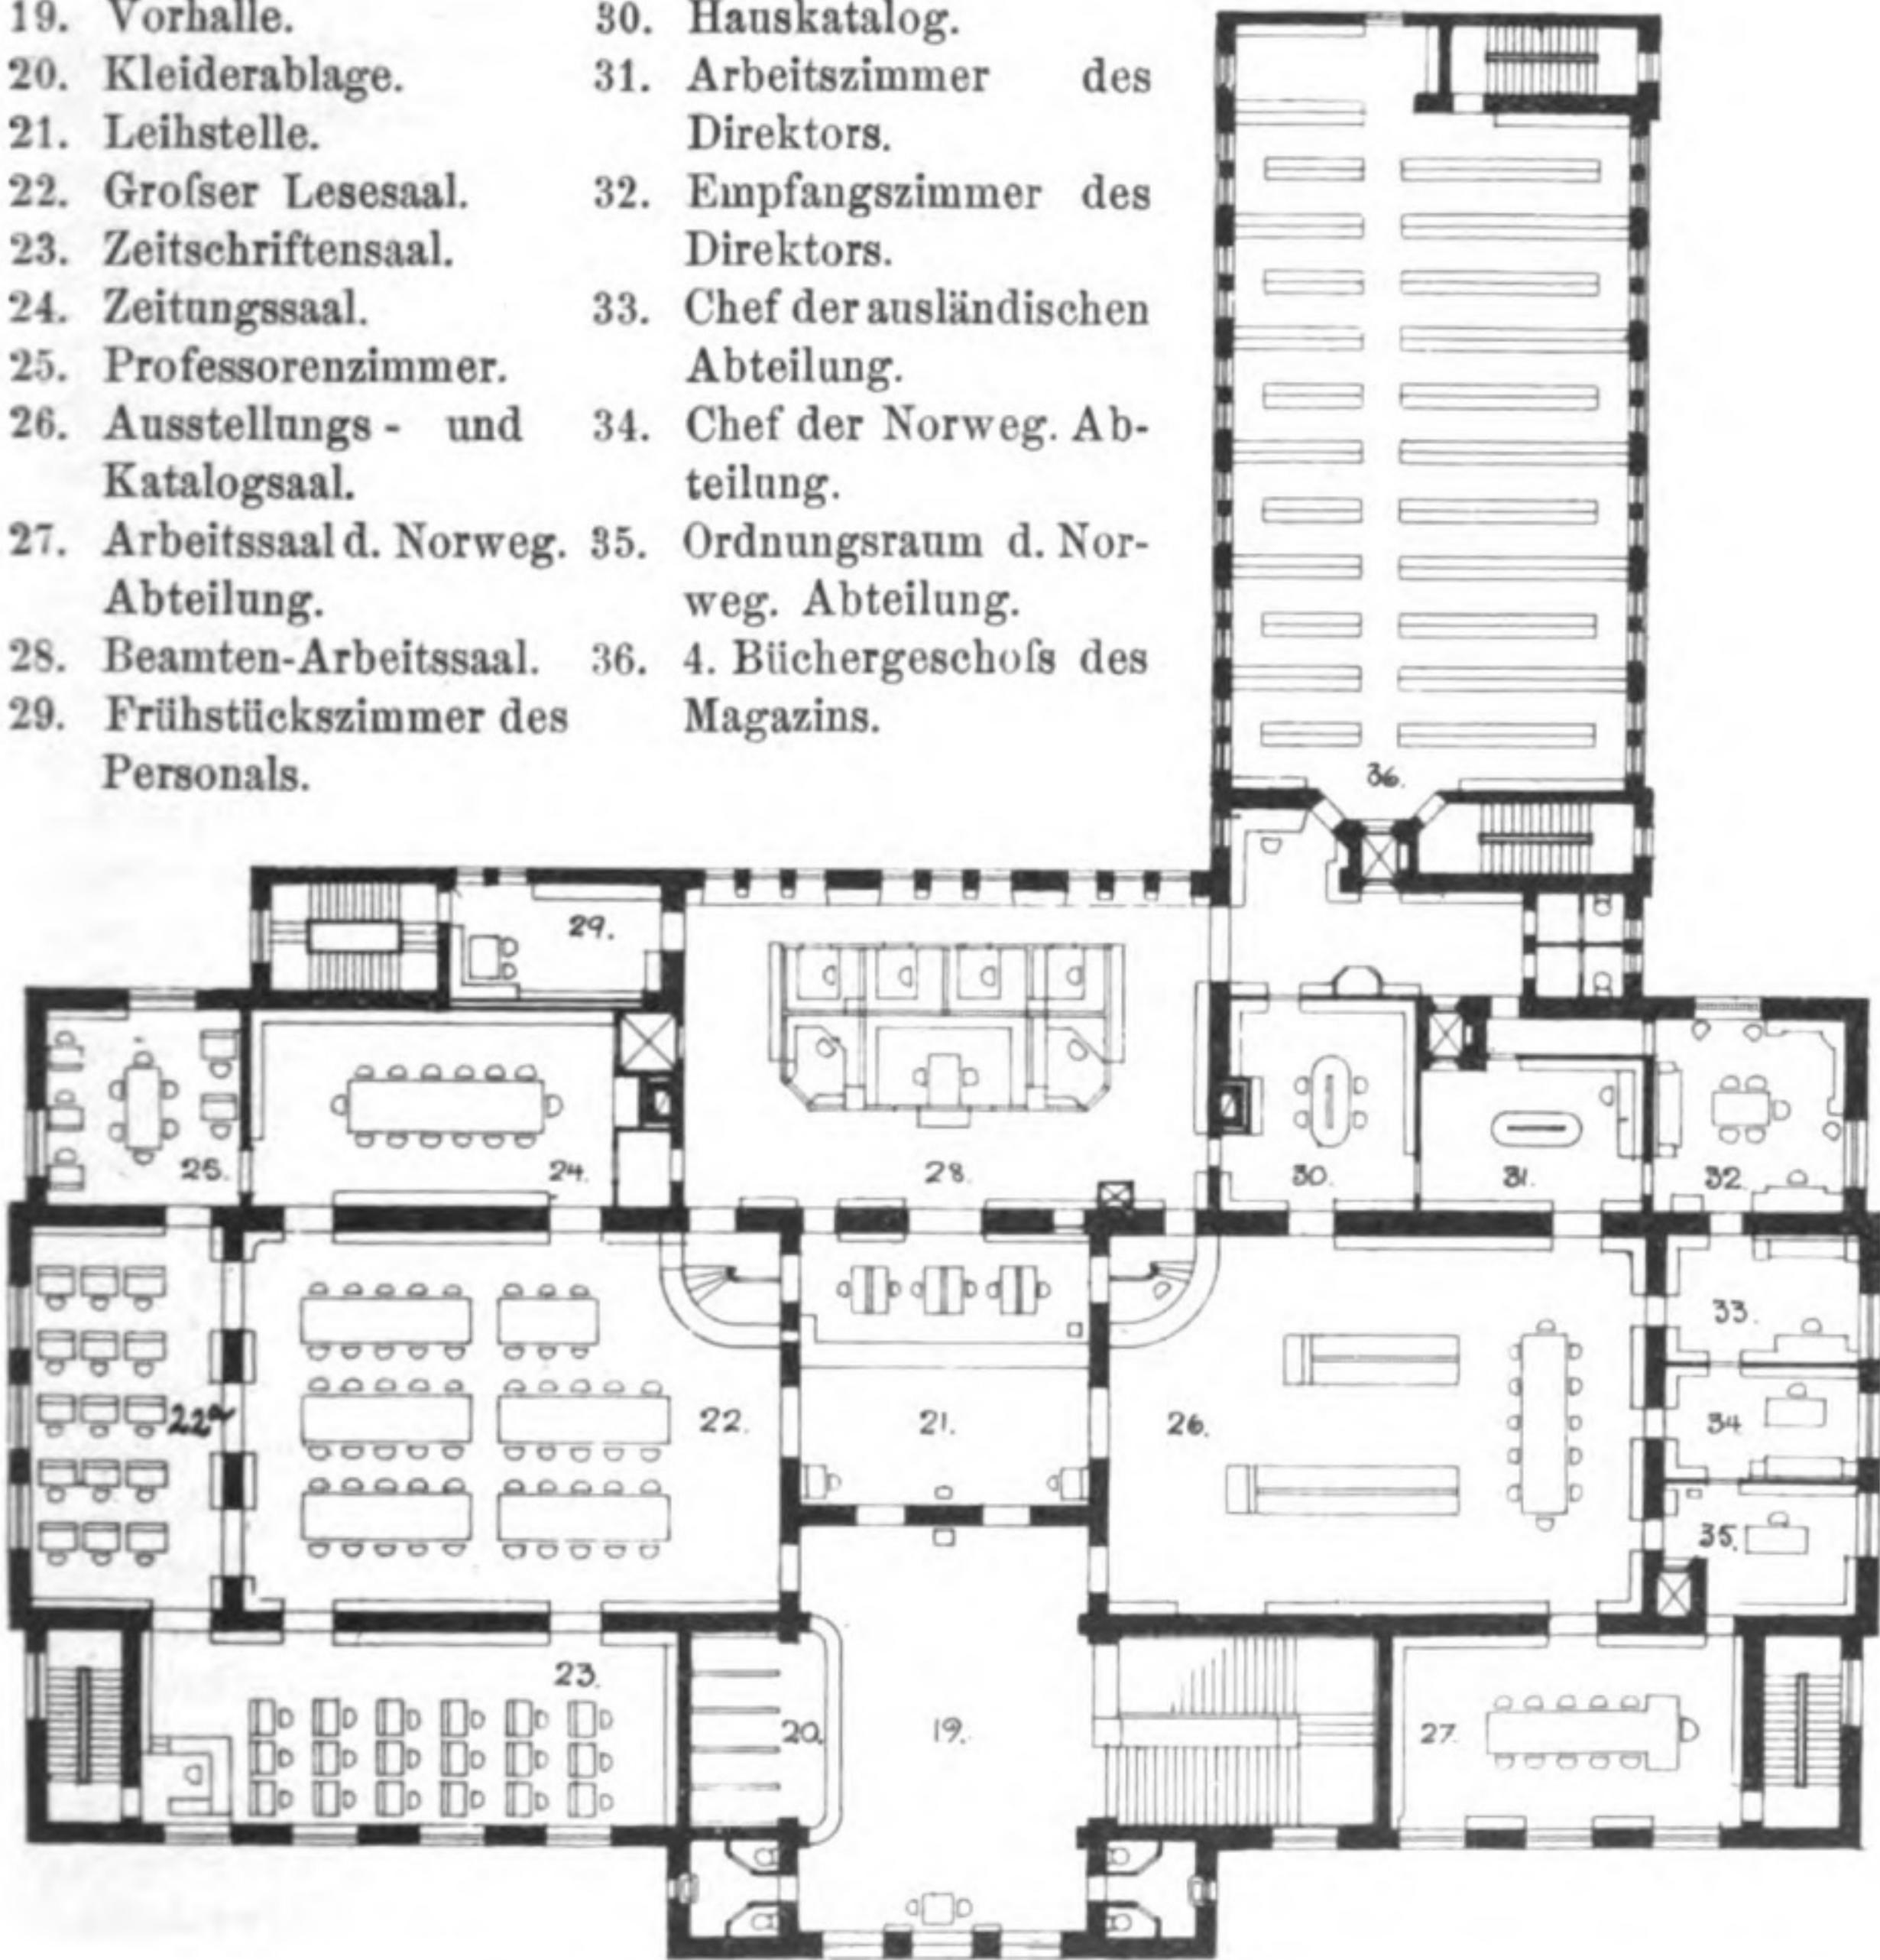 19. Vorhalle.
20. Kleiderablage.
21. Leihstelle.
22. Groſser Lesesaal.
23. Zeitschriftensaal.
24. Zeitungssaal.
25. Professorenzimmer.
26. Ausstellungs- und
Katalogsaal.
27. Arbeitssaal d. Norweg.
Abteilung.
28. Beamten-Arbeitssaal.
29. Frühstückszimmer des
Personals.
30. Hauskatalog.
31. Arbeitszimmer des
Direktors.
32. Empfangszimmer des
Direktors.
33. Chef der ausländischen
Abteilung.
34. Chef der Norweg. Ab-
teilung.
35. Ordnungsraum d. Nor-
weg. Abteilung.
36. 4. Büchergeschoſs des
Magazins.
36.
29.
25.
24.
28.
30.
31.
32.
22a
22.
21.
26.
33.
34
35.
23.
20.
19.
27.